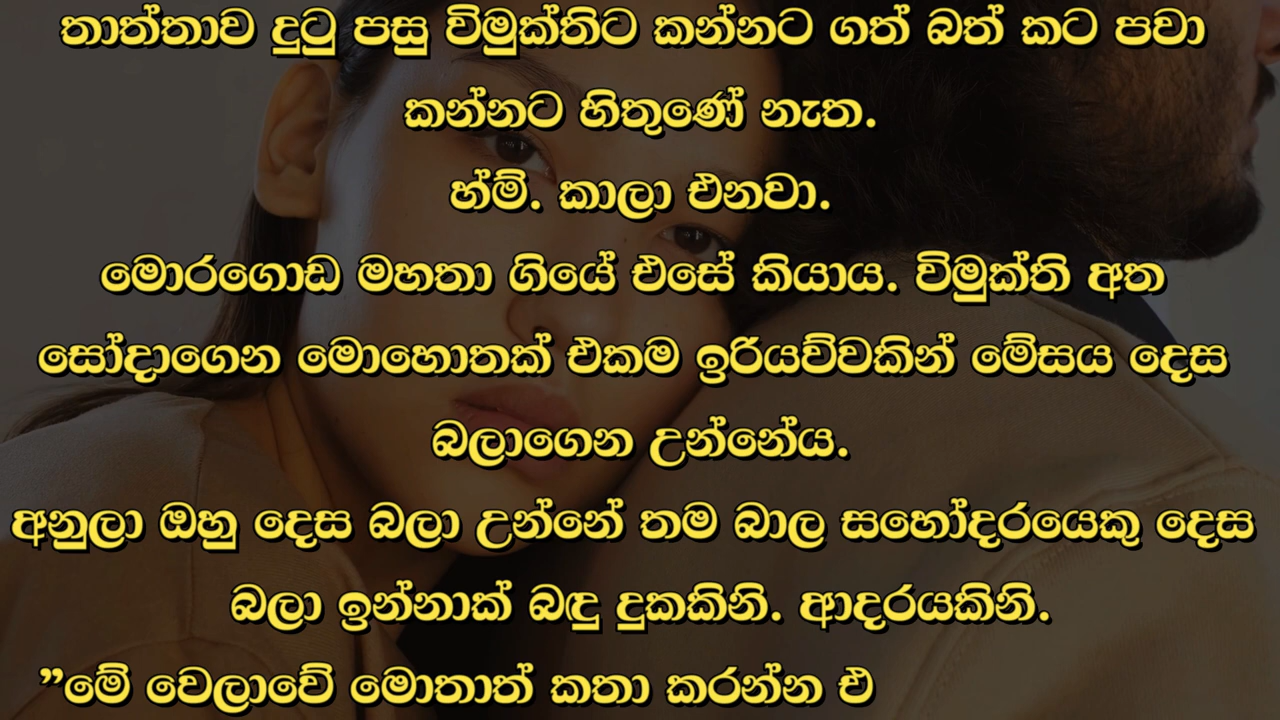 තාත්තාව දුටු පසු විමුක්තිට කන්නට ගත් බත් කට පවා
කන්නට හිතුණේ නැත.
හ්ම්. කාලා එනවා.
මොරගොඩ මහතා ගියේ එසේ කියාය. විමුක්ති අත
සෝදාගෙන මොහොතක් එකම ඉරියව්වකින් මේසය දෙස
බලාගෙන උන්නේය.
අනුලා ඔහු දෙස බලා උන්නේ තම බාල සහෝදරයෙකු දෙස
බලා ඉන්නාක් බඳු දුකකිනි. ආදරයකිනි.
”මේ වෙලාවේ මොතාත් කතා කරන්න එ